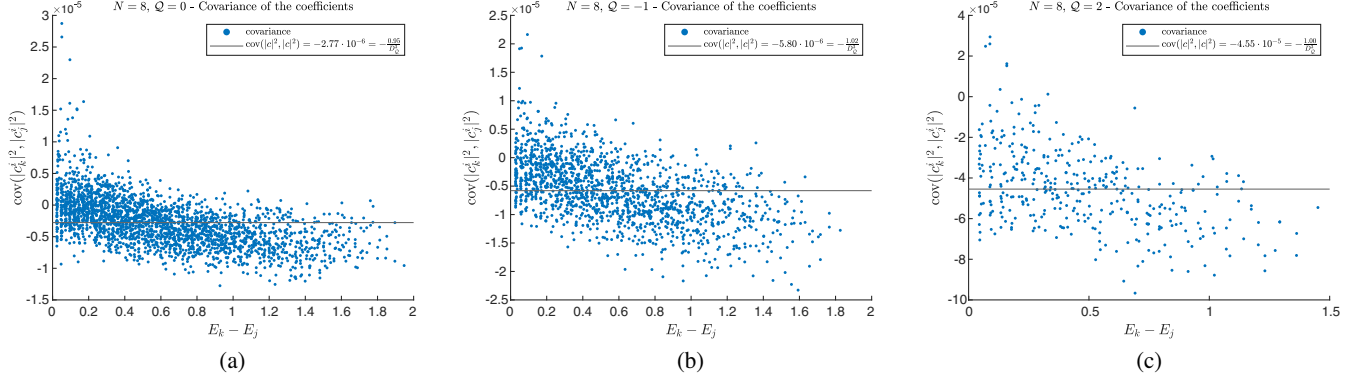 N = 8, Q = 0 - Covariance of the coefficients
×10^-5
covariance
cov(|c|^2, |c|^2) = −2.77 · 10^−6 = −0.95/D_Q^3
cov(|c_k^i|^2, |c_j^i|^2)
3
2.5
2
1.5
1
0.5
0
-0.5
-1
-1.5
0 0.2 0.4 0.6 0.8 1 1.2 1.4 1.6 1.8 2
E_k − E_j
(a)
N = 8, Q = −1 - Covariance of the coefficients
×10^-5
covariance
cov(|c|^2, |c|^2) = −5.80 · 10^−6 = −1.02/D_Q^3
cov(|c_k^i|^2, |c_j^i|^2)
2.5
2
1.5
1
0.5
0
-0.5
-1
-1.5
-2
-2.5
0 0.2 0.4 0.6 0.8 1 1.2 1.4 1.6 1.8 2
E_k − E_j
(b)
N = 8, Q = 2 - Covariance of the coefficients
×10^-5
covariance
cov(|c|^2, |c|^2) = −4.55 · 10^−5 = −1.00/D_Q^3
cov(|c_k^i|^2, |c_j^i|^2)
4
2
0
-2
-4
-6
-8
-10
0 0.5 1 1.5
E_k − E_j
(c)